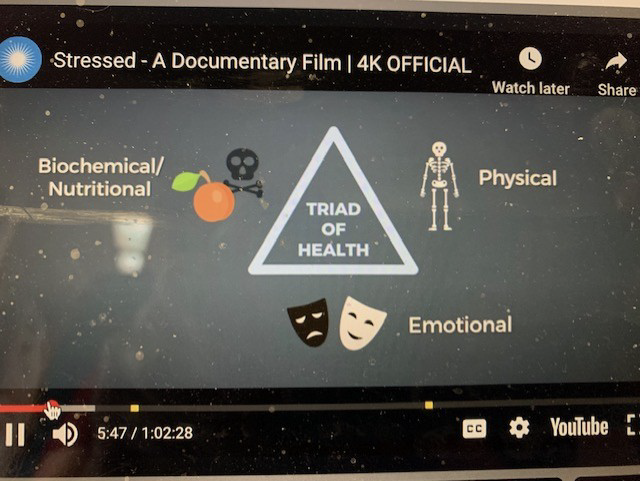 Stressed - A Documentary Film | 4K OFFICIAL
Watch later
Share
Biochemical/
Nutritional
TRIAD
OF
HEALTH
Physical
Emotional
5:47 / 1:02:28
CC
YouTube